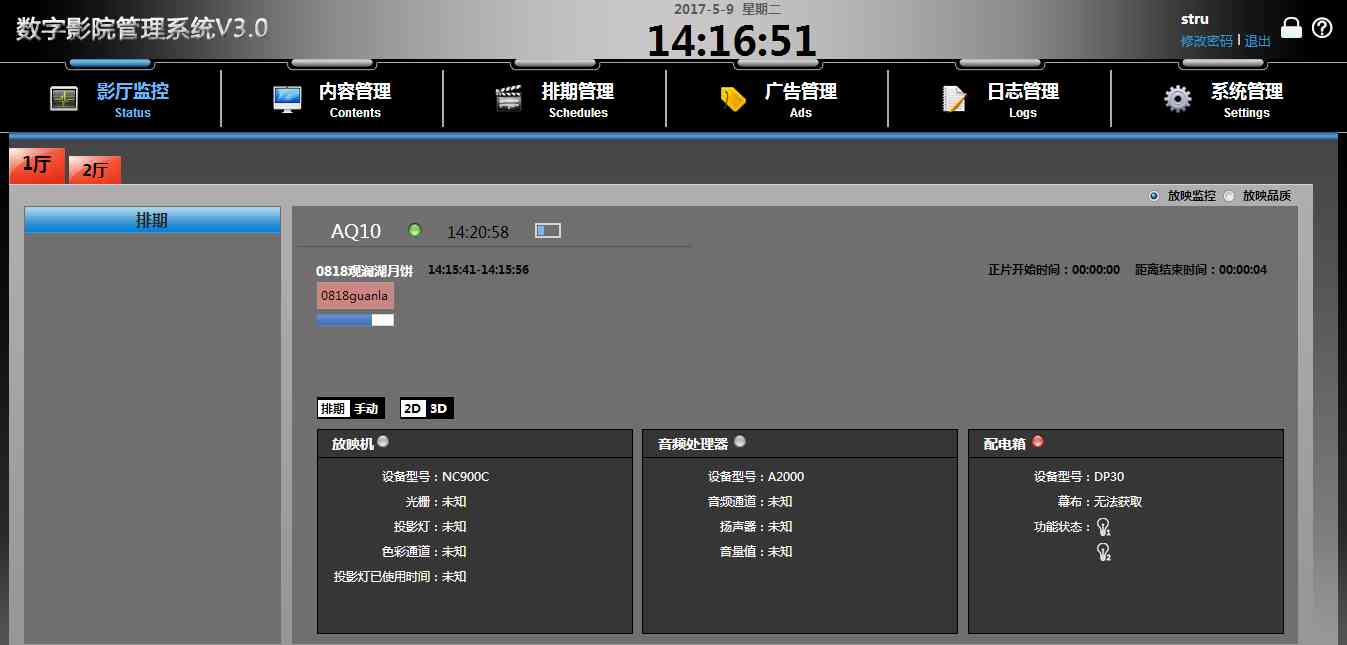 数字影院管理系统V3.0
2017-5-9 星期二
14:16:51
stru
修改密码 | 退出
影厅监控
Status
内容管理
Contents
排期管理
Schedules
广告管理
Ads
日志管理
Logs
系统管理
Settings
1厅
2厅
放映监控 放映品质
排期
AQ10 14:20:58
0818观澜湖月饼 14:15:41-14:15:56
正片开始时间：00:00:00 距离结束时间：00:00:04
0818guanla
排期 手动 2D 3D
放映机
设备型号：NC900C
光栅：未知
投影灯：未知
色彩通道：未知
投影灯已使用时间：未知
音频处理器
设备型号：A2000
音频通道：未知
扬声器：未知
音量值：未知
配电箱
设备型号：DP30
幕布：无法获取
功能状态：1
2